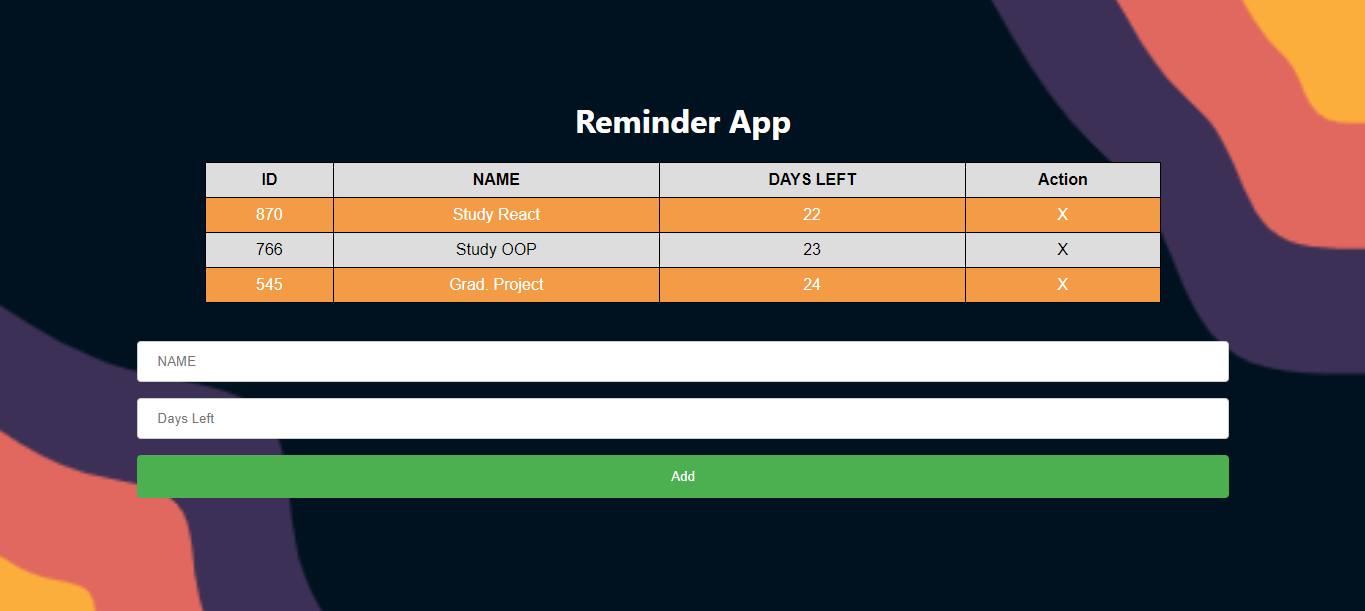 Reminder App
ID NAME DAYS LEFT Action
870 Study React 22 X
766 Study OOP 23 X
545 Grad. Project 24 X
NAME
Days Left
Add